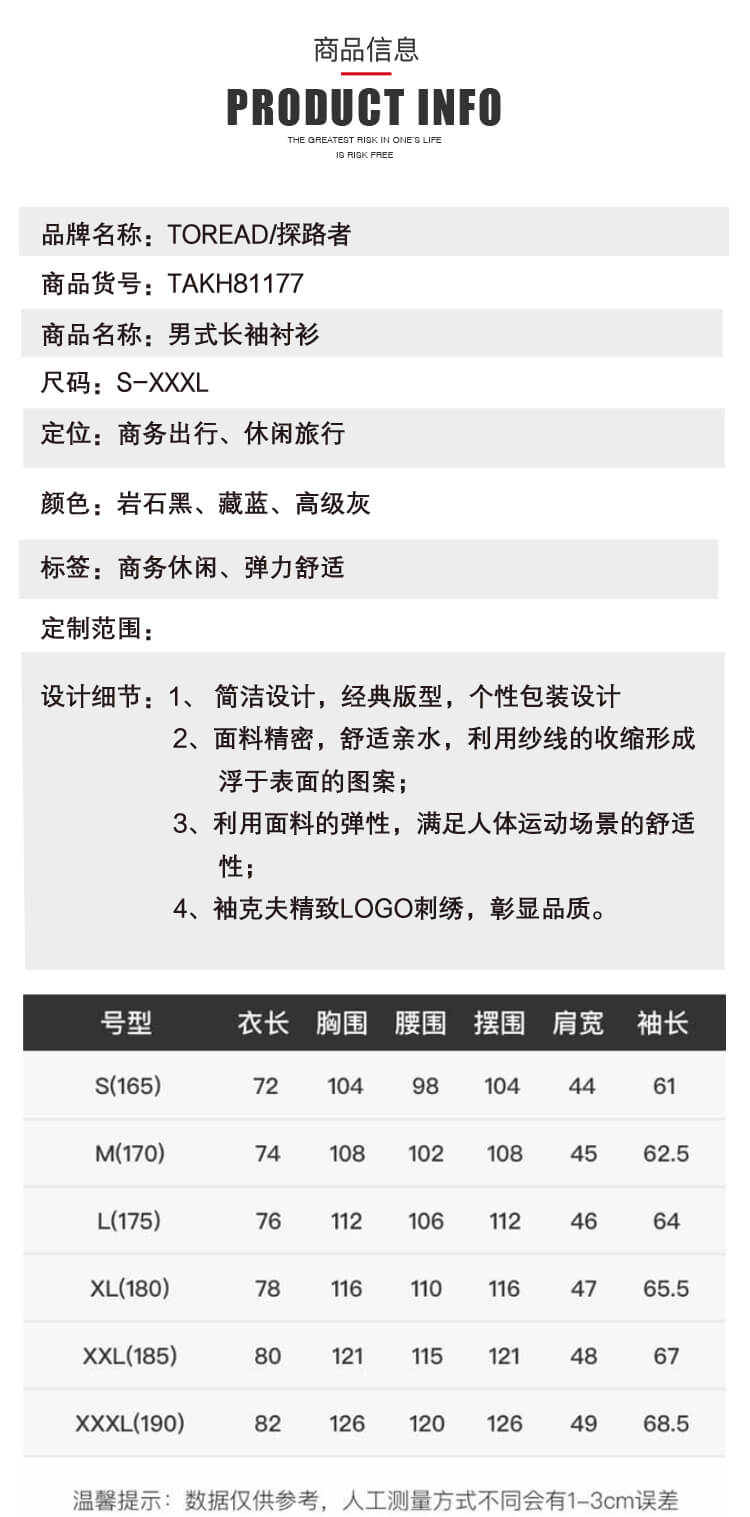 商品信息
PRODUCT INFO
THE GREATEST RISK IN ONE'S LIFE
IS RISK FREE
品牌名称：TOREAD/探路者
商品货号：TAKH81177
商品名称：男式长袖衬衫
尺码：S-XXXL
定位：商务出行、休闲旅行
颜色：岩石黑、藏蓝、高级灰
标签：商务休闲、弹力舒适
定制范围：
设计细节：1、 简洁设计，经典版型，个性包装设计
2、面料精密，舒适亲水，利用纱线的收缩形成
浮于表面的图案；
3、利用面料的弹性，满足人体运动场景的舒适
性；
4、袖克夫精致LOGO刺绣，彰显品质。
号型 衣长 胸围 腰围 摆围 肩宽 袖长
S(165) 72 104 98 104 44 61
M(170) 74 108 102 108 45 62.5
L(175) 76 112 106 112 46 64
XL(180) 78 116 110 116 47 65.5
XXL(185) 80 121 115 121 48 67
XXXL(190) 82 126 120 126 49 68.5
温馨提示：数据仅供参考，人工测量方式不同会有1-3cm误差